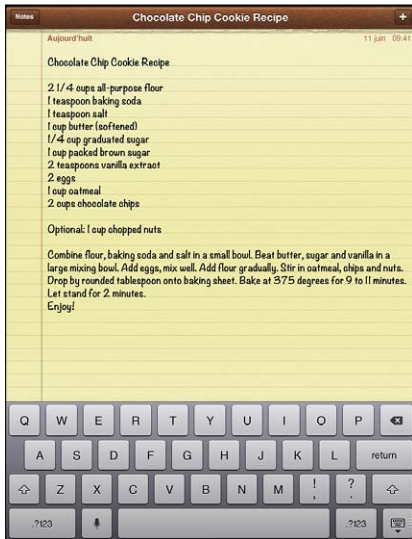 Notes
Chocolate Chip Cookie Recipe
+
Aujourd'huit
11 juin 09:41
Chocolate Chip Cookie Recipe
2 1/4 cups all-purpose flour
1 teaspoon baking soda
1 teaspoon salt
1 cup butter (softened)
1/4 cup graduated sugar
1 cup packed brown sugar
2 teaspoons vanilla extract
2 eggs
1 cup oatmeal
2 cups chocolate chips
Optional: 1 cup chopped nuts
Combine flour, baking soda and salt in a small bowl. Beat butter, sugar and vanilla in a
large mixing bowl. Add eggs, mix well. Add flour gradually. Stir in oatmeal, chips and nuts.
Drop by rounded tablespoon onto baking sheet. Bake at 375 degrees for 9 to 11 minutes.
Let stand for 2 minutes.
Enjoy!
Q W E R T Y U I O P
A S D F G H J K L return
Z X C V B N M ! , ? .
.?123 .?123